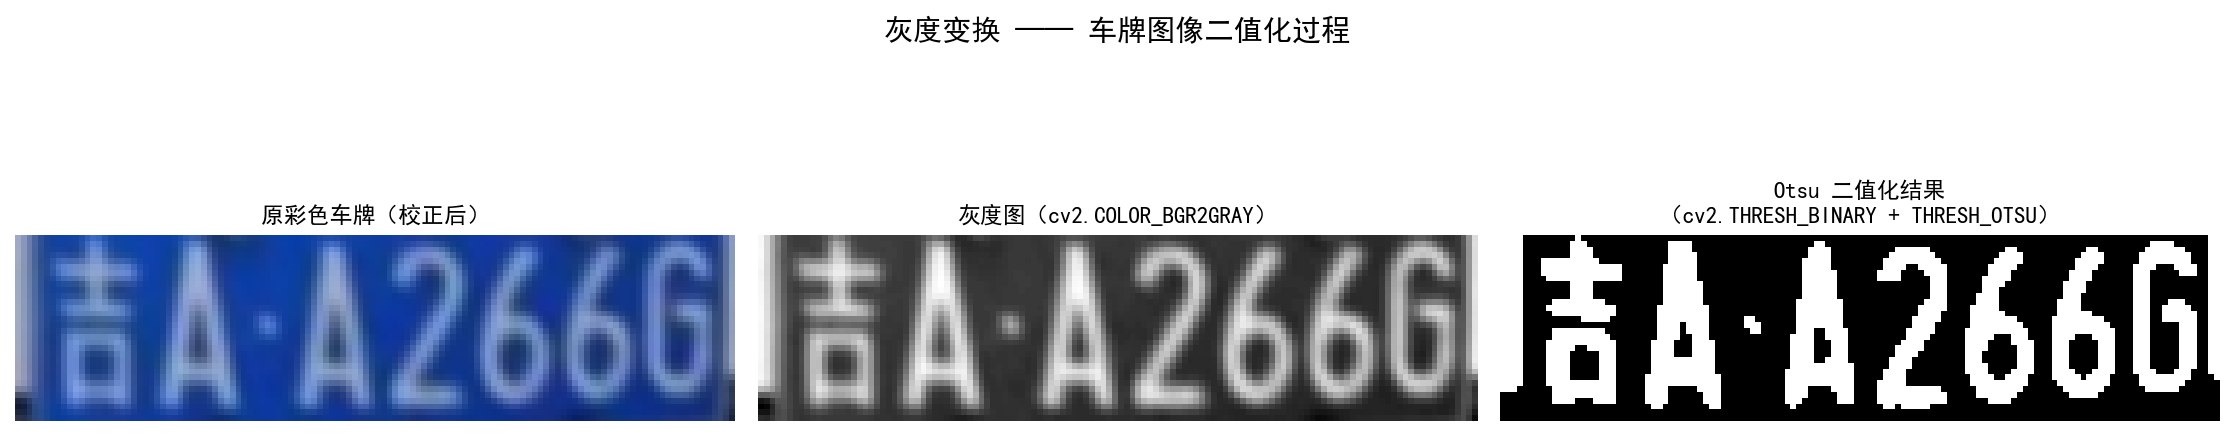 灰度变换 —— 车牌图像二值化过程
原彩色车牌（校正后）
吉A·A266G
灰度图（cv2.COLOR_BGR2GRAY）
吉A·A266G
Otsu 二值化结果
（cv2.THRESH_BINARY + THRESH_OTSU）
吉A·A266G